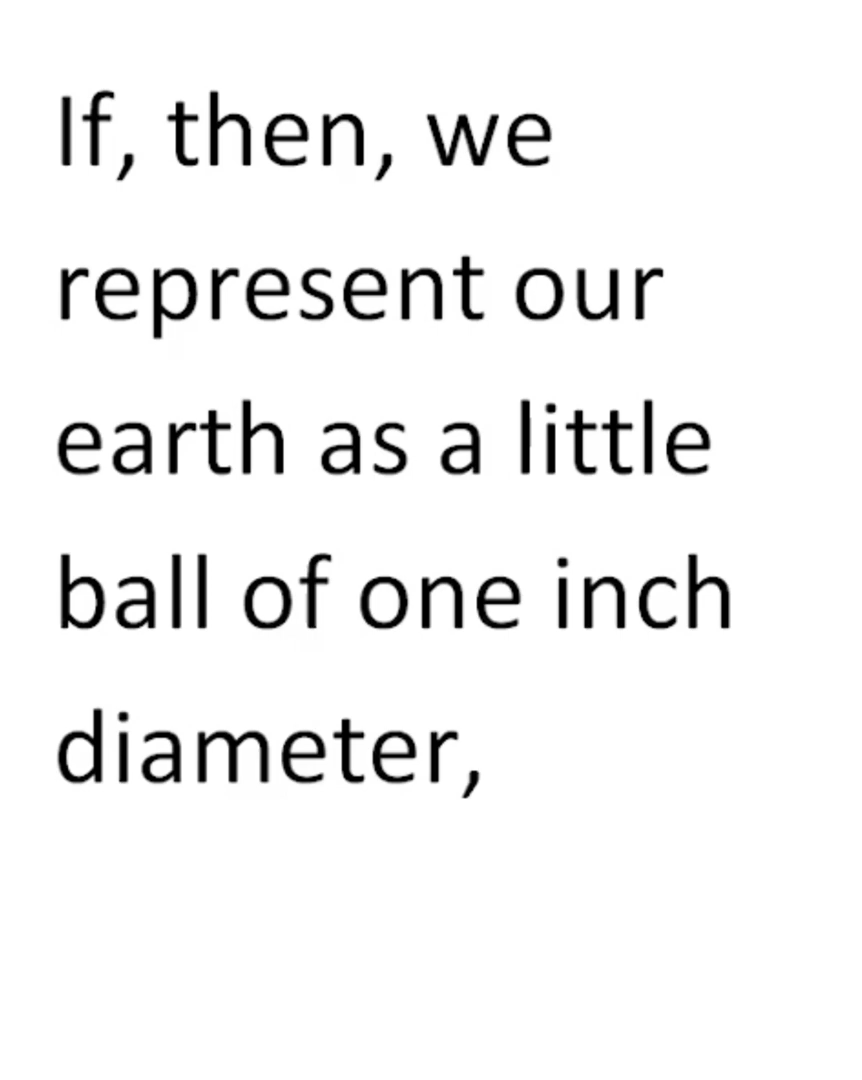 If, then, we
represent our
earth as a little
ball of one inch
diameter,